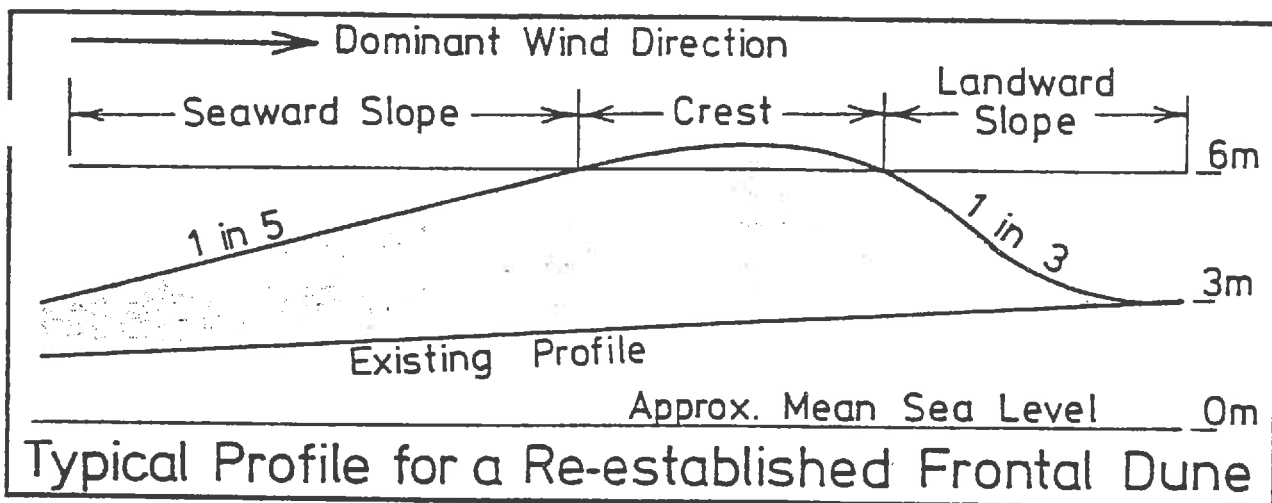 Dominant Wind Direction
Seaward Slope
Crest
Landward
Slope
6m
1 in 5
1 in 3
3m
Existing Profile
Approx. Mean Sea Level
0m
Typical Profile for a Re-established Frontal Dune